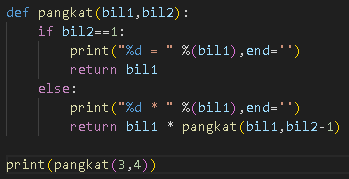 def pangkat(bil1,bil2):
    if bil2==1:
        print("%d = " %(bil1),end='')
        return bil1
    else:
        print("%d * " %(bil1),end='')
        return bil1 * pangkat(bil1,bil2-1)
print(pangkat(3,4))